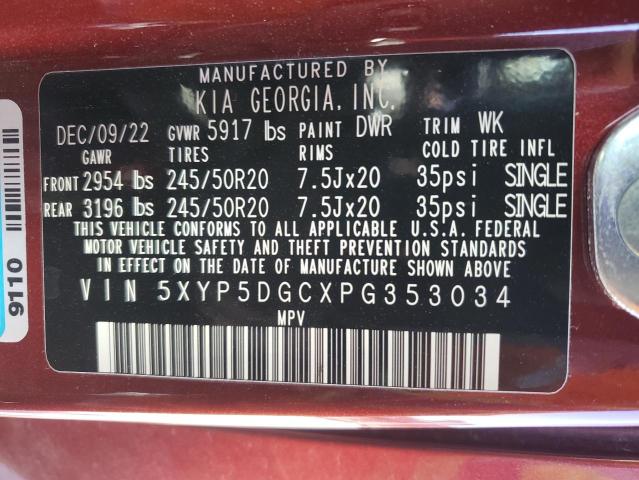 MANUFACTURED BY
KIA GEORGIA, INC.
DEC/09/22 GVWR 5917 lbs PAINT DWR TRIM WK
GAWR TIRES RIMS COLD TIRE INFL
FRONT 2954 lbs 245/50R20 7.5Jx20 35psi SINGLE
REAR 3196 lbs 245/50R20 7.5Jx20 35psi SINGLE
THIS VEHICLE CONFORMS TO ALL APPLICABLE U.S.A. FEDERAL
MOTOR VEHICLE SAFETY AND THEFT PREVENTION STANDARDS
IN EFFECT ON THE DATE OF MANUFACTURE SHOWN ABOVE
VIN 5XYP5DGCXPG353034
MPV
9110